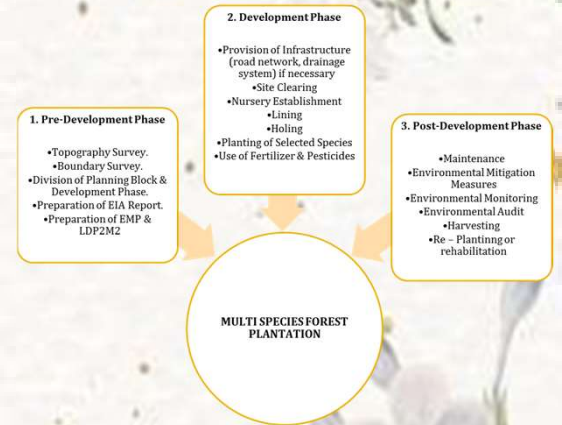 1. Pre-Development Phase
•Topography Survey.
•Boundary Survey.
•Division of Planning Block &
Development Phase.
•Preparation of EIA Report.
•Preparation of EMP &
LDP2M2
2. Development Phase
•Provision of Infrastructure
(road network, drainage
system) if necessary
•Site Clearing
•Nursery Establishment
•Lining
•Holing
•Planting of Selected Species
•Use of Fertilizer & Pesticides
3. Post-Development Phase
•Maintenance
•Environmental Mitigation
Measures
•Environmental Monitoring
•Environmental Audit
•Harvesting
•Re – Plantinng or
rehabilitation
MULTI SPECIES FOREST
PLANTATION